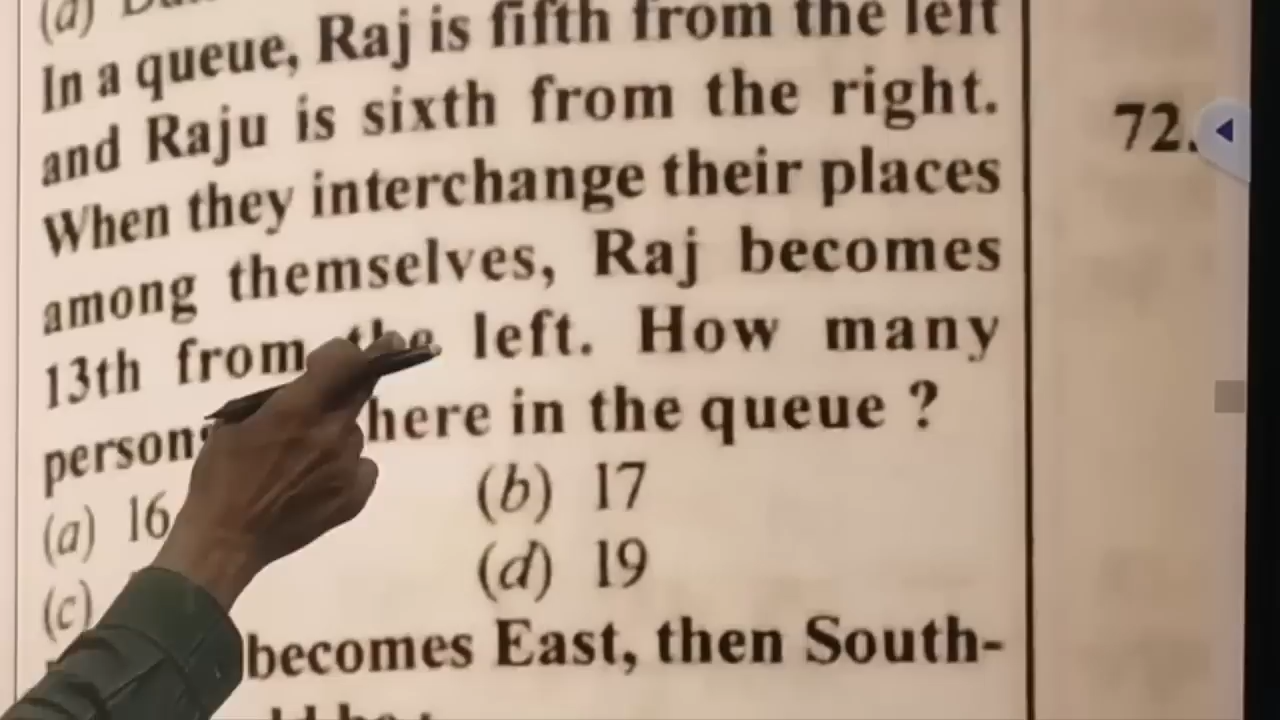 (a)
In a queue, Raj is fifth from the left
and Raju is sixth from the right.
When they interchange their places
among themselves, Raj becomes
13th from the left. How many
person here in the queue ?
(a) 16 (b) 17
(c) (d) 19
becomes East, then South-
72.